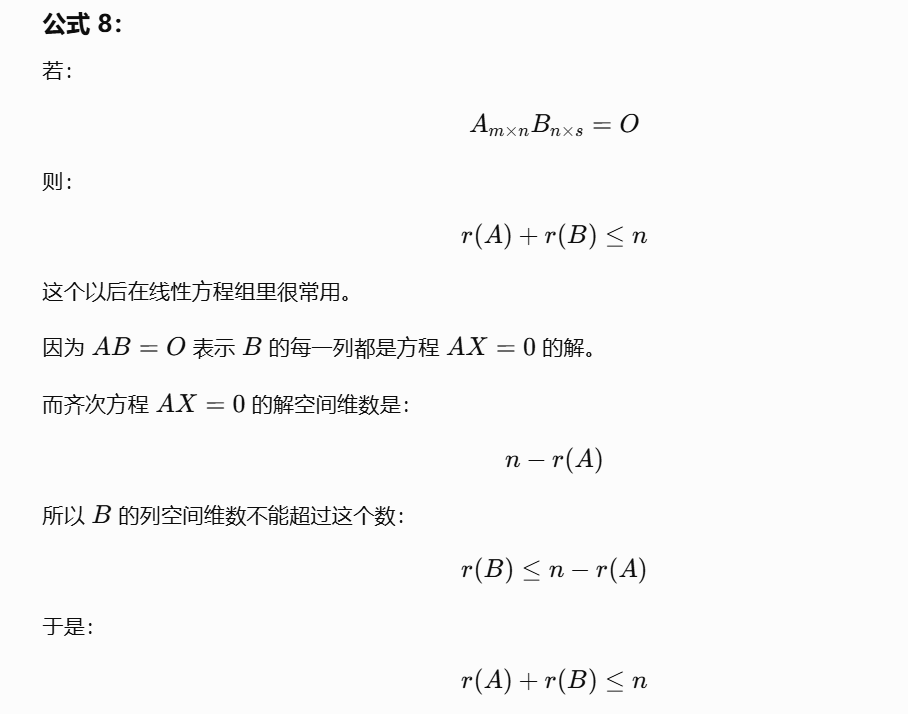 公式 8：
若：
A_{m×n}B_{n×s} = O
则：
r(A) + r(B) ≤ n
这个以后在线性方程组里很常用。
因为 AB = O 表示 B 的每一列都是方程 AX = 0 的解。
而齐次方程 AX = 0 的解空间维数是：
n − r(A)
所以 B 的列空间维数不能超过这个数：
r(B) ≤ n − r(A)
于是：
r(A) + r(B) ≤ n